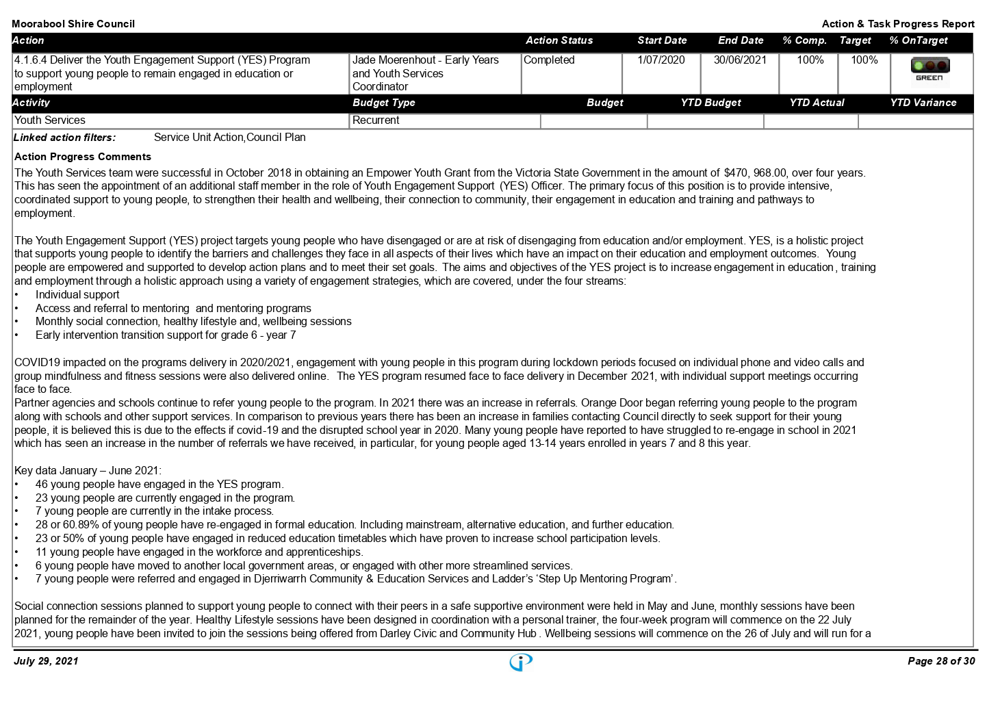 Moorabool Shire Council Action & Task Progress Report
Action Action Status Start Date End Date % Comp. Target % OnTarget
4.1.6.4 Deliver the Youth Engagement Support (YES) Program Jade Moerenhout - Early Years Completed 1/07/2020 30/06/2021 100% 100%
to support young people to remain engaged in education or and Youth Services
employment Coordinator
GREEN
Activity Budget Type Budget YTD Budget YTD Actual YTD Variance
Youth Services Recurrent
Linked action filters: Service Unit Action,Council Plan
Action Progress Comments
The Youth Services team were successful in October 2018 in obtaining an Empower Youth Grant from the Victoria State Government in the amount of $470, 968.00, over four years.
This has seen the appointment of an additional staff member in the role of Youth Engagement Support (YES) Officer. The primary focus of this position is to provide intensive,
coordinated support to young people, to strengthen their health and wellbeing, their connection to community, their engagement in education and training and pathways to
employment.
The Youth Engagement Support (YES) project targets young people who have disengaged or are at risk of disengaging from education and/or employment. YES, is a holistic project
that supports young people to identify the barriers and challenges they face in all aspects of their lives which have an impact on their education and employment outcomes. Young
people are empowered and supported to develop action plans and to meet their set goals. The aims and objectives of the YES project is to increase engagement in education, training
and employment through a holistic approach using a variety of engagement strategies, which are covered, under the four streams:
• Individual support
• Access and referral to mentoring and mentoring programs
• Monthly social connection, healthy lifestyle and, wellbeing sessions
• Early intervention transition support for grade 6 - year 7
COVID19 impacted on the programs delivery in 2020/2021, engagement with young people in this program during lockdown periods focused on individual phone and video calls and
group mindfulness and fitness sessions were also delivered online. The YES program resumed face to face delivery in December 2021, with individual support meetings occurring
face to face.
Partner agencies and schools continue to refer young people to the program. In 2021 there was an increase in referrals. Orange Door began referring young people to the program
along with schools and other support services. In comparison to previous years there has been an increase in families contacting Council directly to seek support for their young
people, it is believed this is due to the effects if covid-19 and the disrupted school year in 2020. Many young people have reported to have struggled to re-engage in school in 2021
which has seen an increase in the number of referrals we have received, in particular, for young people aged 13-14 years enrolled in years 7 and 8 this year.
Key data January – June 2021:
• 46 young people have engaged in the YES program.
• 23 young people are currently engaged in the program.
• 7 young people are currently in the intake process.
• 28 or 60.89% of young people have re-engaged in formal education. Including mainstream, alternative education, and further education.
• 23 or 50% of young people have engaged in reduced education timetables which have proven to increase school participation levels.
• 11 young people have engaged in the workforce and apprenticeships.
• 6 young people have moved to another local government areas, or engaged with other more streamlined services.
• 7 young people were referred and engaged in Djerriwarrh Community & Education Services and Ladder's ‘Step Up Mentoring Program’.
Social connection sessions planned to support young people to connect with their peers in a safe supportive environment were held in May and June, monthly sessions have been
planned for the remainder of the year. Healthy Lifestyle sessions have been designed in coordination with a personal trainer, the four-week program will commence on the 22 July
2021, young people have been invited to join the sessions being offered from Darley Civic and Community Hub. Wellbeing sessions will commence on the 26 of July and will run for a
July 29, 2021 Page 28 of 30